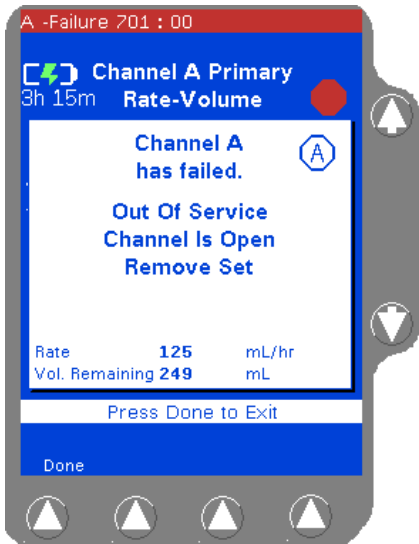 A -Failure 701 : 00
Channel A Primary
3h 15m Rate-Volume
Channel A
has failed.
A
Out Of Service
Channel Is Open
Remove Set
Rate 125 mL/hr
Vol. Remaining 249 mL
Press Done to Exit
Done